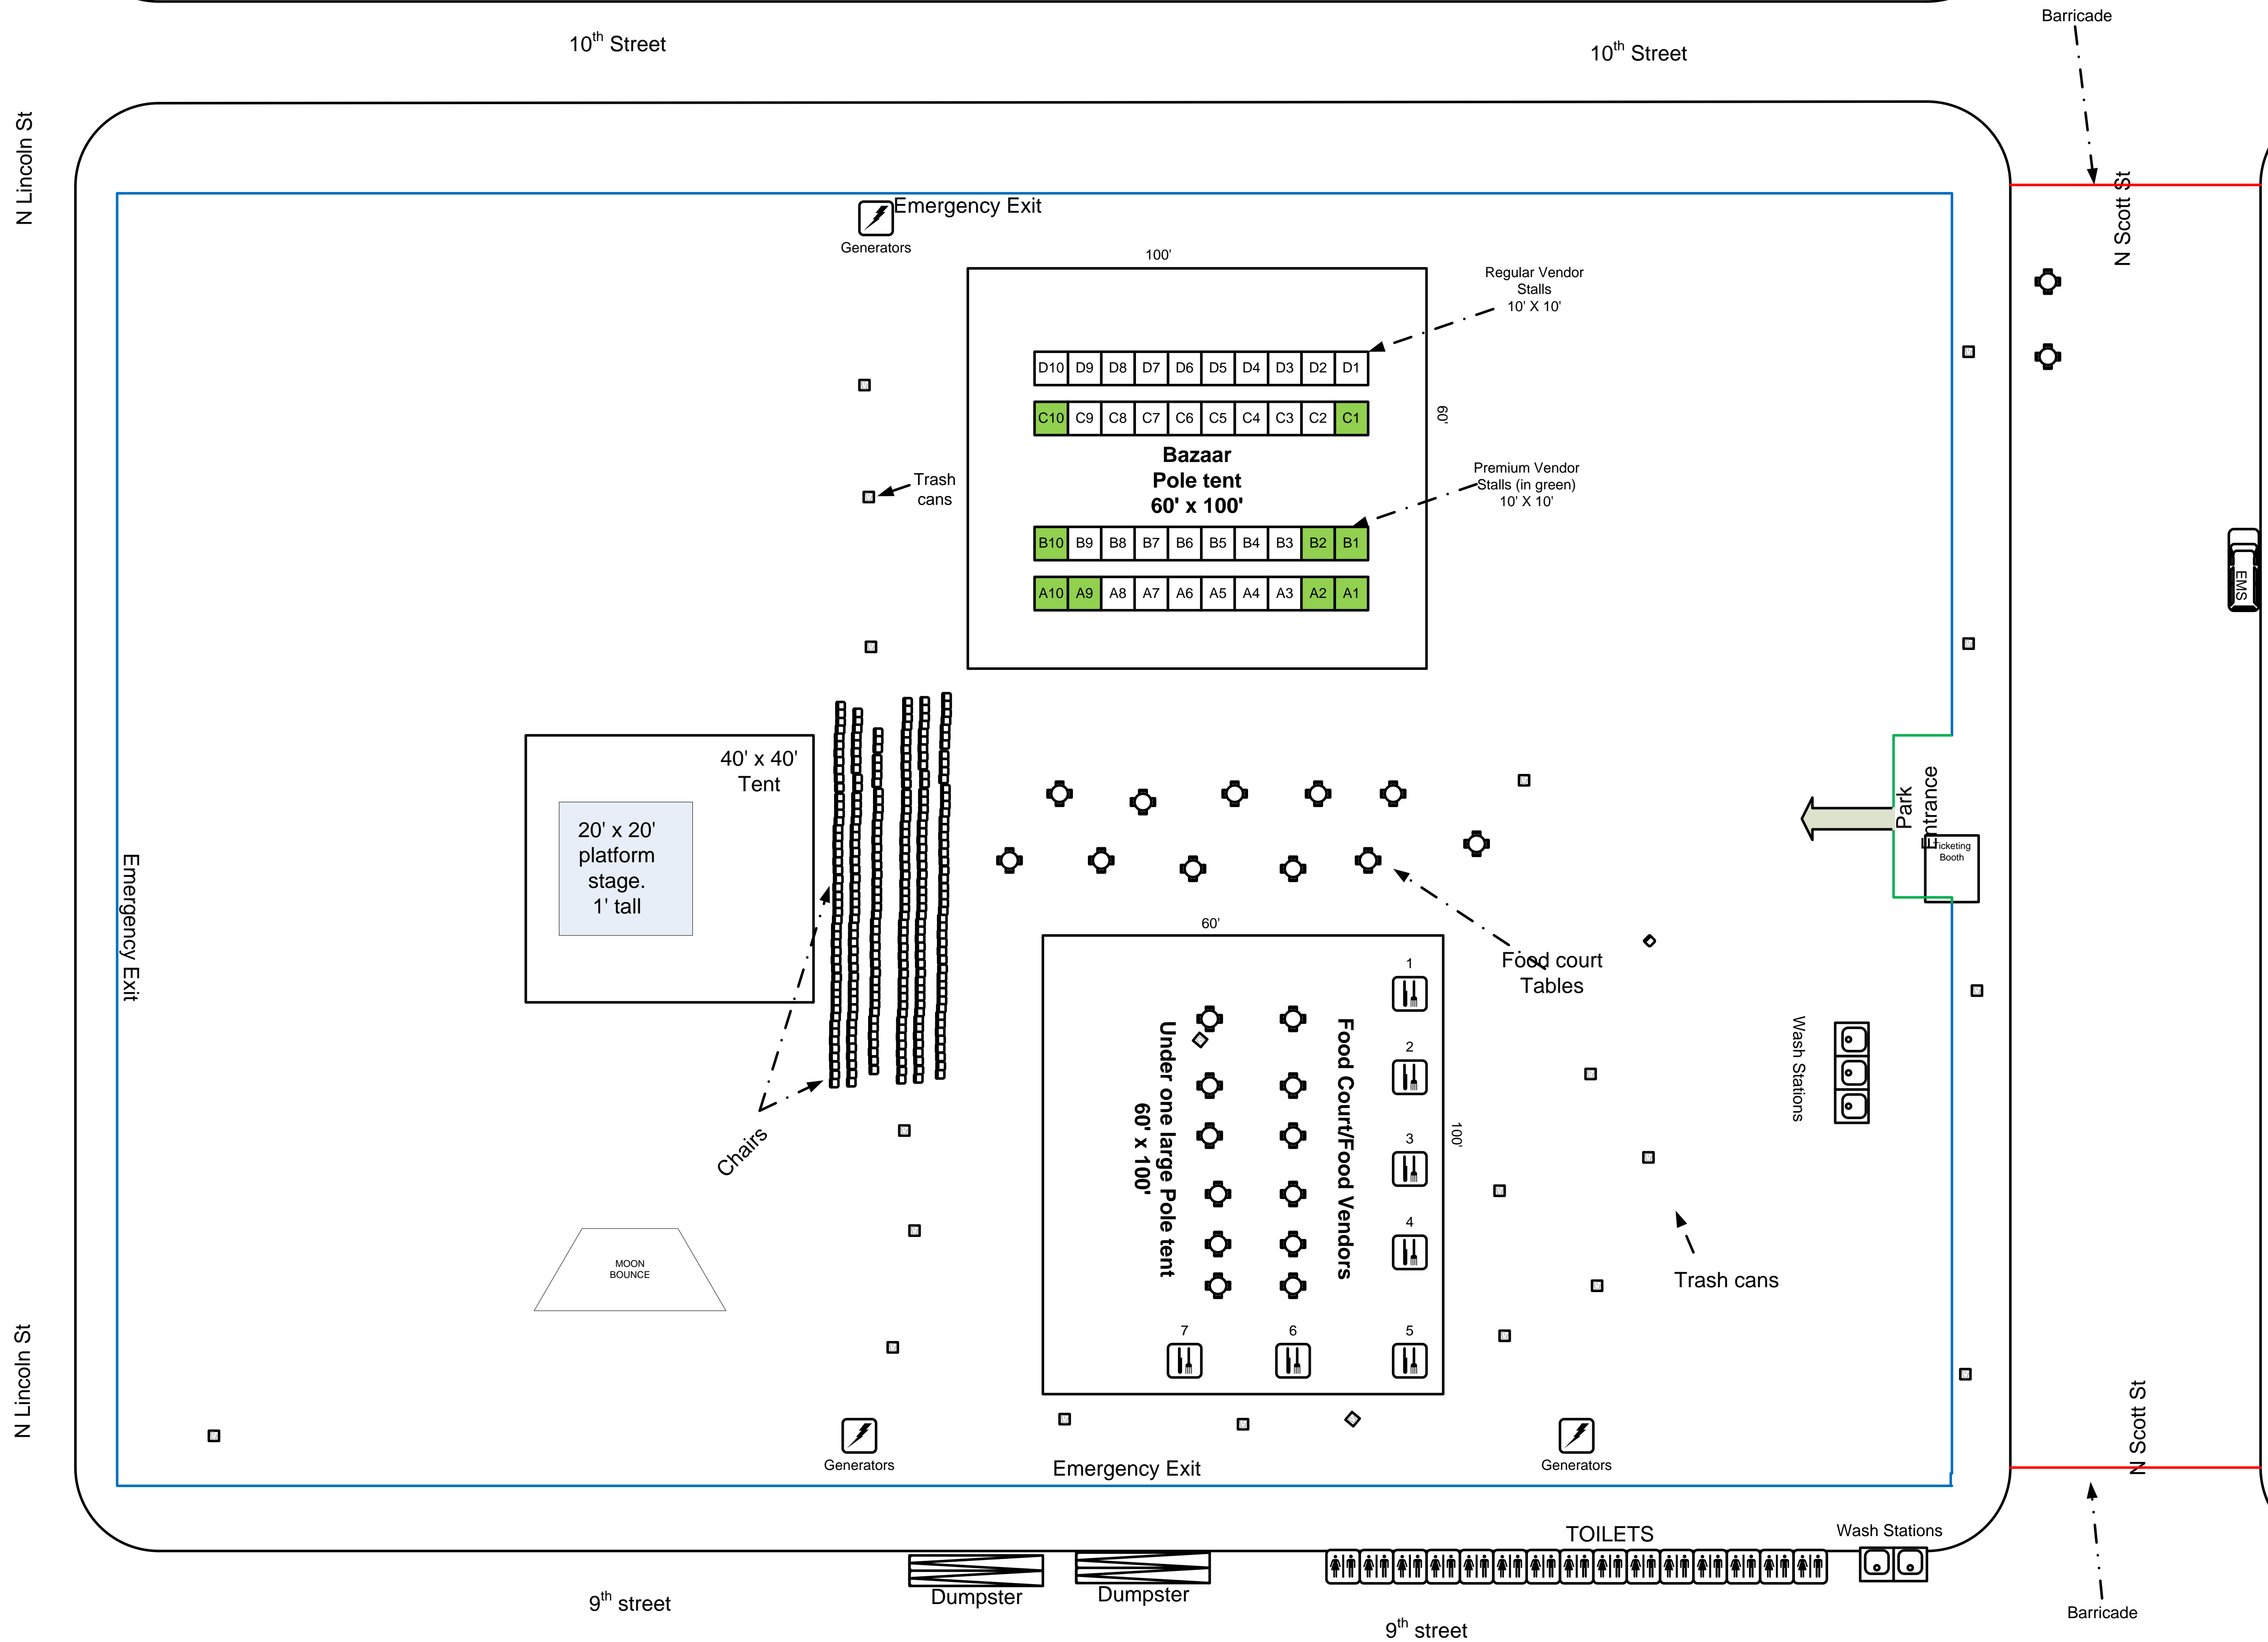 Barricade
10th Street
10th Street
N Lincoln St
N Scott St
Emergency Exit
Generators
100'
Regular Vendor
Stalls
10' X 10'
D10 D9 D8 D7 D6 D5 D4 D3 D2 D1
60'
C10 C9 C8 C7 C6 C5 C4 C3 C2 C1
Bazaar
Pole tent
60' x 100'
Premium Vendor
Stalls (in green)
10' X 10'
Trash
cans
B10 B9 B8 B7 B6 B5 B4 B3 B2 B1
A10 A9 A8 A7 A6 A5 A4 A3 A2 A1
EMS
40' x 40'
Tent
20' x 20'
platform
stage.
1' tall
Park
Entrance
Ticketing
Booth
Emergency Exit
60'
Food court
Tables
1
2
3
4
5
6
7
Food Court/Food Vendors
Under one large Pole tent
60' x 100'
100'
Wash Stations
Chairs
MOON
BOUNCE
Trash cans
N Lincoln St
N Scott St
Generators
Generators
Emergency Exit
TOILETS
Wash Stations
Dumpster
Dumpster
9th street
9th street
Barricade